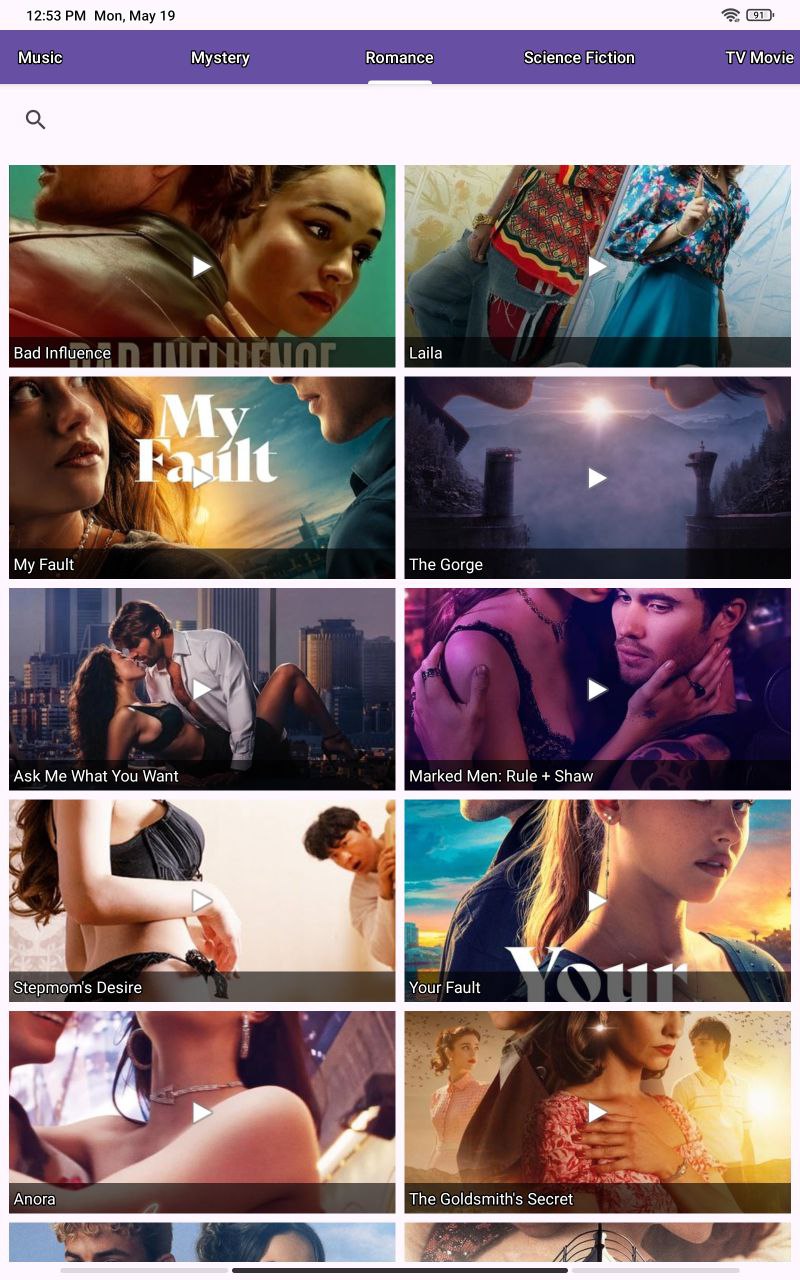 12:53 PM Mon, May 19
91
Music Mystery Romance Science Fiction TV Movie
BAD INFLUENCE
Bad Influence
Laila
My
Fault
My Fault
The Gorge
Ask Me What You Want
Marked Men: Rule + Shaw
Stepmom's Desire
Your
Your Fault
Anora
The Goldsmith's Secret